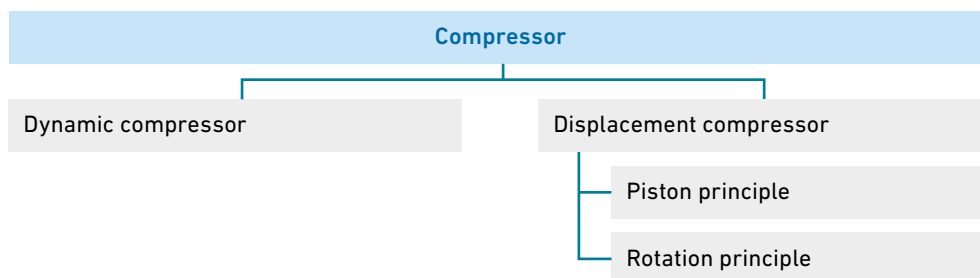 Compressor
Dynamic compressor
Displacement compressor
Piston principle
Rotation principle